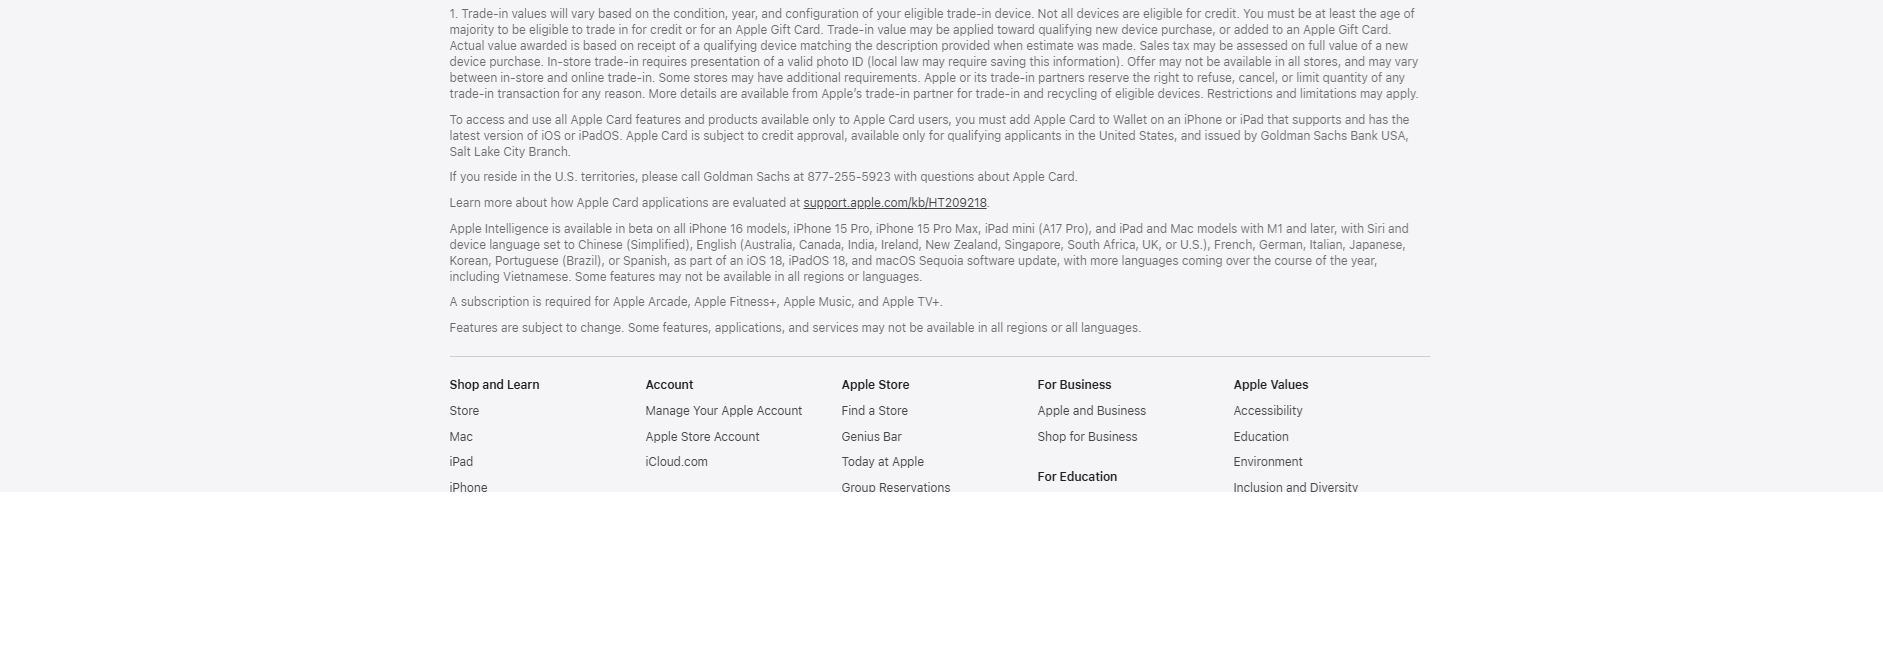 1. Trade-in values will vary based on the condition, year, and configuration of your eligible trade-in device. Not all devices are eligible for credit. You must be at least the age of
majority to be eligible to trade in for credit or for an Apple Gift Card. Trade-in value may be applied toward qualifying new device purchase, or added to an Apple Gift Card.
Actual value awarded is based on receipt of a qualifying device matching the description provided when estimate was made. Sales tax may be assessed on full value of a new
device purchase. In-store trade-in requires presentation of a valid photo ID (local law may require saving this information). Offer may not be available in all stores, and may vary
between in-store and online trade-in. Some stores may have additional requirements. Apple or its trade-in partners reserve the right to refuse, cancel, or limit quantity of any
trade-in transaction for any reason. More details are available from Apple’s trade-in partner for trade-in and recycling of eligible devices. Restrictions and limitations may apply.
To access and use all Apple Card features and products available only to Apple Card users, you must add Apple Card to Wallet on an iPhone or iPad that supports and has the
latest version of iOS or iPadOS. Apple Card is subject to credit approval, available only for qualifying applicants in the United States, and issued by Goldman Sachs Bank USA,
Salt Lake City Branch.
If you reside in the U.S. territories, please call Goldman Sachs at 877-255-5923 with questions about Apple Card.
Learn more about how Apple Card applications are evaluated at support.apple.com/kb/HT209218.
Apple Intelligence is available in beta on all iPhone 16 models, iPhone 15 Pro, iPhone 15 Pro Max, iPad mini (A17 Pro), and iPad and Mac models with M1 and later, with Siri and
device language set to Chinese (Simplified), English (Australia, Canada, India, Ireland, New Zealand, Singapore, South Africa, UK, or U.S.), French, German, Italian, Japanese,
Korean, Portuguese (Brazil), or Spanish, as part of an iOS 18, iPadOS 18, and macOS Sequoia software update, with more languages coming over the course of the year,
including Vietnamese. Some features may not be available in all regions or languages.
A subscription is required for Apple Arcade, Apple Fitness+, Apple Music, and Apple TV+.
Features are subject to change. Some features, applications, and services may not be available in all regions or all languages.
Shop and Learn
Store
Mac
iPad
iPhone
Account
Manage Your Apple Account
Apple Store Account
iCloud.com
Apple Store
Find a Store
Genius Bar
Today at Apple
Group Reservations
For Business
Apple and Business
Shop for Business
For Education
Apple Values
Accessibility
Education
Environment
Inclusion and Diversity